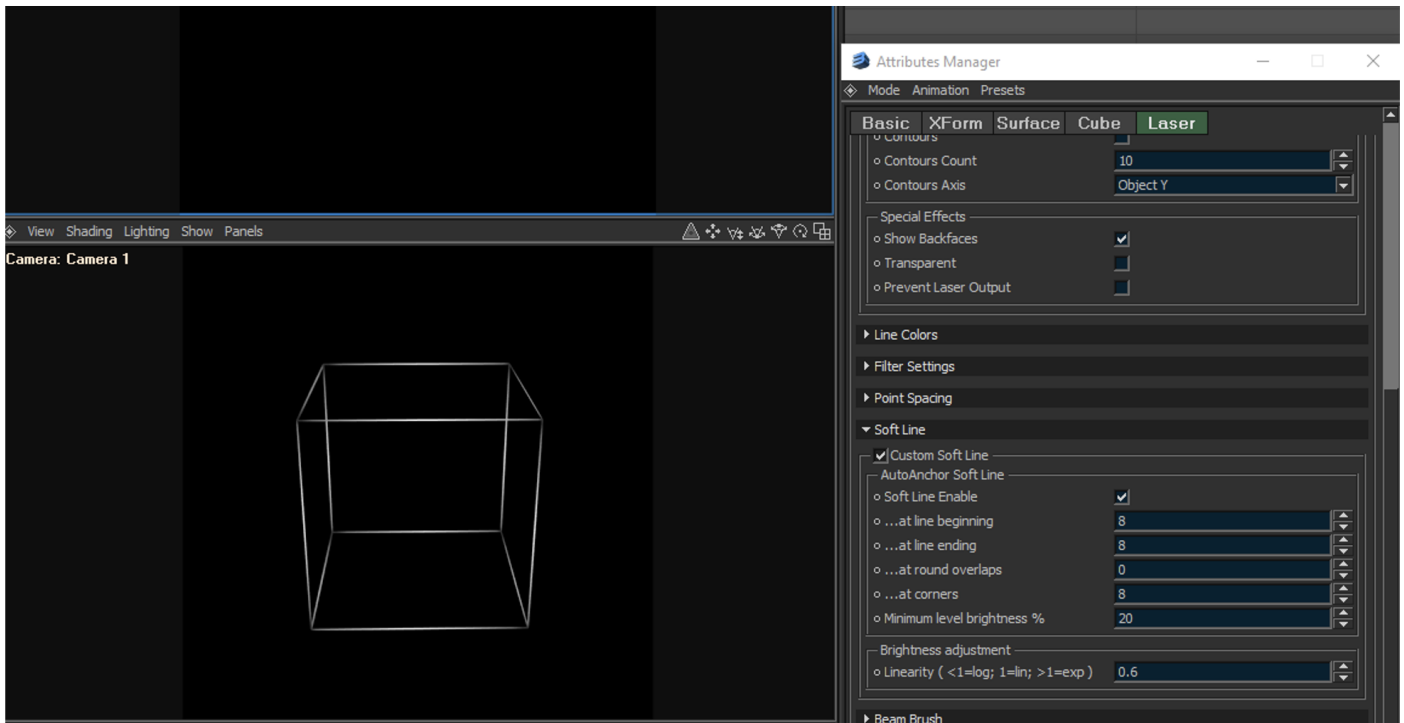 Attributes Manager
Mode Animation Presets
Basic XForm Surface Cube Laser
Contours
Contours Count 10
Contours Axis Object Y
Special Effects
Show Backfaces
Transparent
Prevent Laser Output
Line Colors
Filter Settings
Point Spacing
Soft Line
Custom Soft Line
AutoAnchor Soft Line
Soft Line Enable
...at line beginning 8
...at line ending 8
...at round overlaps 0
...at corners 8
Minimum level brightness % 20
Brightness adjustment
Linearity ( <1=log; 1=lin; >1=exp ) 0.6
Beam Brush
View Shading Lighting Show Panels
Camera: Camera 1